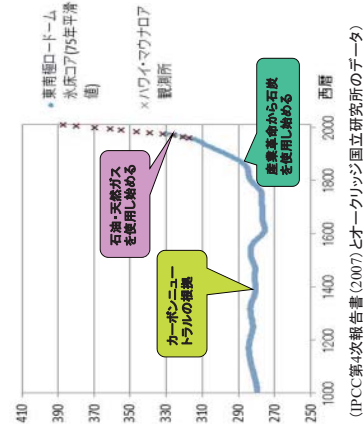 410
390
370
350
330
310
290
270
250
1000
1200
1400
1600
1800
2000
西暦
東南極ロードーム
氷床コア(75年平滑
値)
×ハワイ・マウナロア
観測所
石油・天然ガス
を使用し始める
カーボンニュー
トラルの根拠
産業革命から石炭
を使用し始める
(IPCC第4次報告書(2007)とオークリッジ国立研究所のデータ)